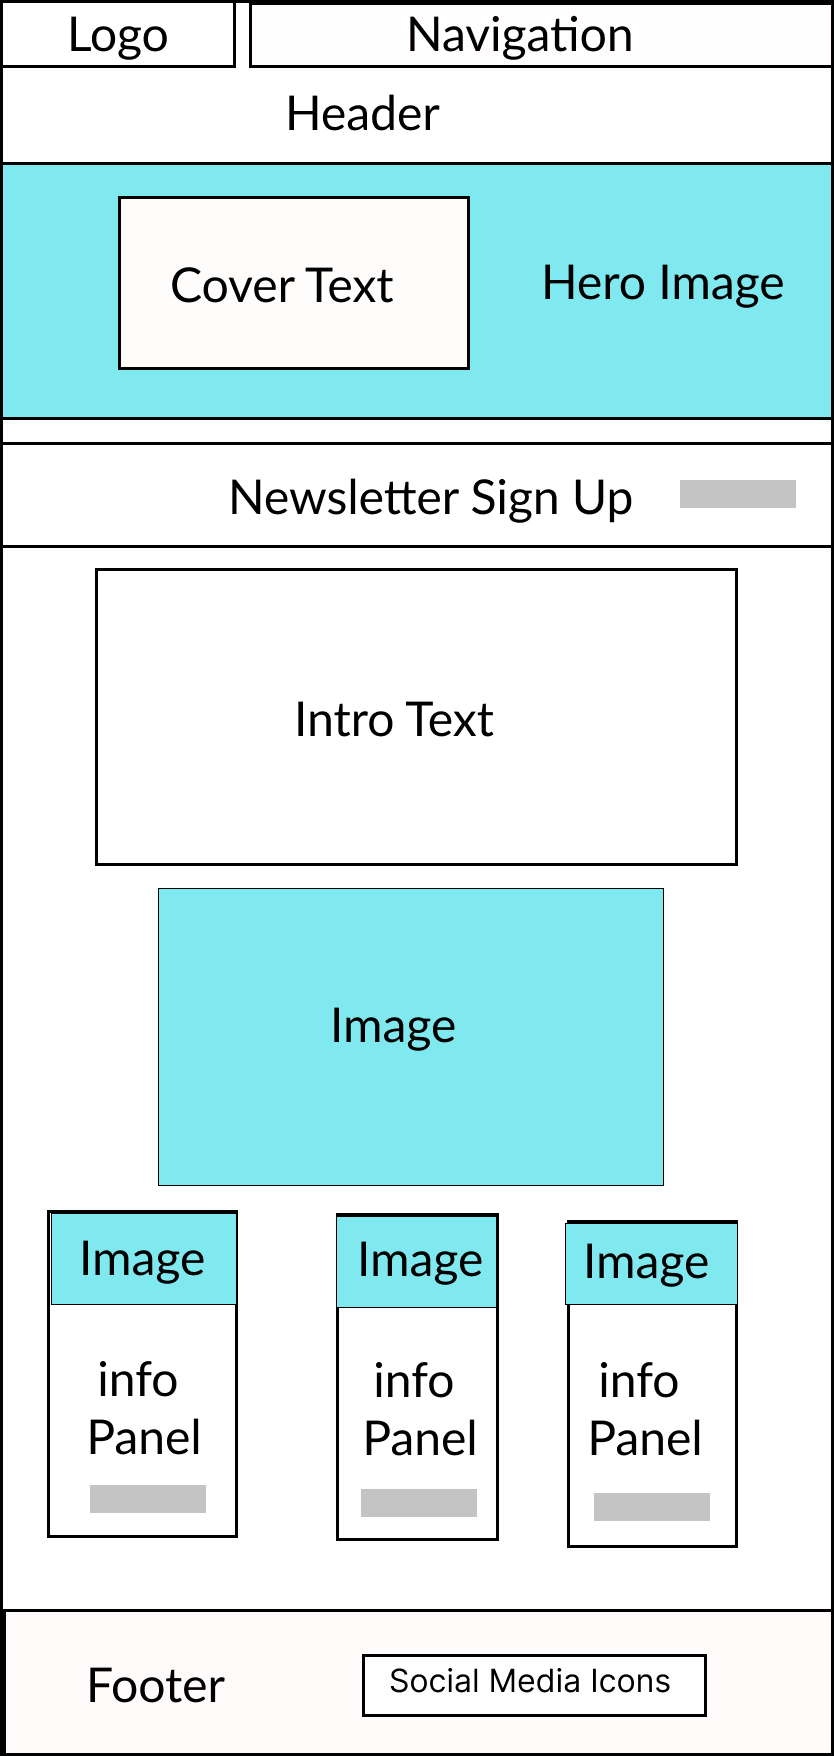 Logo
Navigation
Header
Cover Text
Hero Image
Newsletter Sign Up
Intro Text
Image
Image
info
Panel
Image
info
Panel
Image
info
Panel
Footer
Social Media Icons